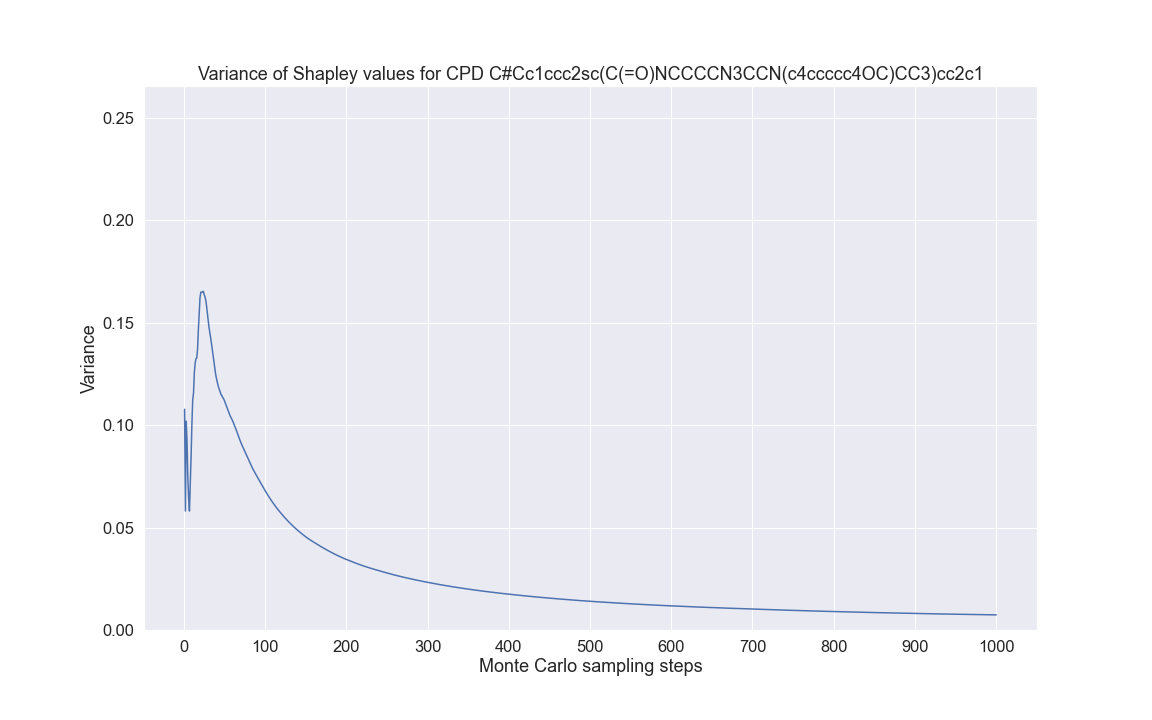 Variance of Shapley values for CPD C#Cc1ccc2sc(C(=O)NCCCCN3CCN(c4ccccc4OC)CC3)cc2c1
0.25
0.20
0.15
0.10
0.05
0.00
Variance
0 100 200 300 400 500 600 700 800 900 1000
Monte Carlo sampling steps